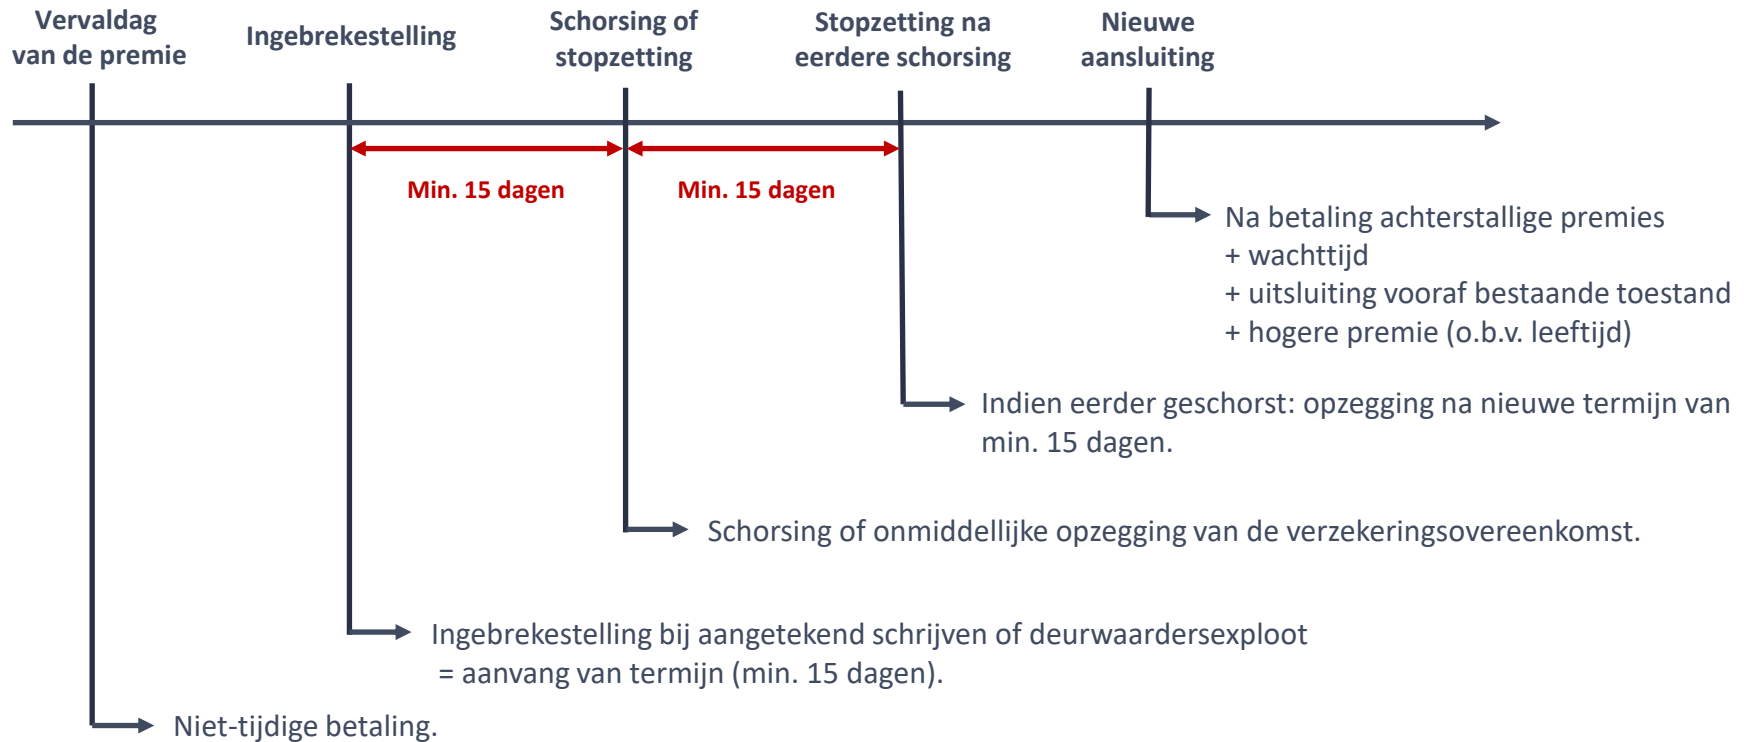 Vervaldag
van de premie
Ingebrekestelling
Schorsing of
stopzetting
Stopzetting na
eerdere schorsing
Nieuwe
aansluiting
Min. 15 dagen
Min. 15 dagen
Na betaling achterstallige premies
+ wachttijd
+ uitsluiting vooraf bestaande toestand
+ hogere premie (o.b.v. leeftijd)
Indien eerder geschorst: opzegging na nieuwe termijn van
min. 15 dagen.
Schorsing of onmiddellijke opzegging van de verzekeringsovereenkomst.
Ingebrekestelling bij aangetekend schrijven of deurwaardersexploot
= aanvang van termijn (min. 15 dagen).
Niet-tijdige betaling.